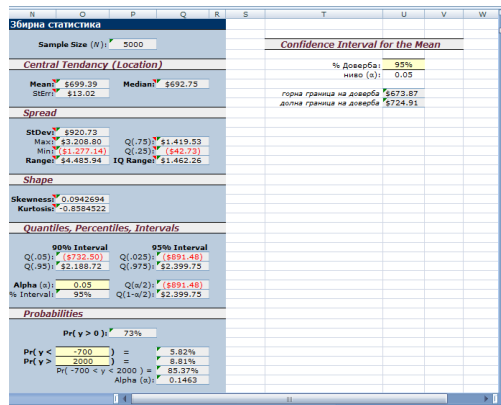 N O P Q R S T U V W
Збирна статистика
Sample Size (N): 5000
Confidence Interval for the Mean
Central Tendancy (Location)
% Доверба: 95%
ниво (α): 0.05
Mean: $699.39 Median: $692.75
StErr: $13.02
горна граница на доверба $673.87
долна граница на доверба $724.91
Spread
StDev: $920.73
Max: $3.208.80 Q(.75): $1.419.53
Min: ($1.277.14) Q(.25): ($42.73)
Range: $4.485.94 IQ Range: $1.462.26
Shape
Skewness: 0.0942694
Kurtosis: -0.8584522
Quantiles, Percentiles, Intervals
90% Interval 95% Interval
Q(.05): ($732.50) Q(.025): ($891.48)
Q(.95): $2.188.72 Q(.975): $2.399.75
Alpha (α): 0.05 Q(α/2): ($891.48)
% Interval: 95% Q(1-α/2): $2.399.75
Probabilities
Pr( y > 0 ): 73%
Pr( y < -700 ) = 5.82%
Pr( y > 2000 ) = 8.81%
Pr( -700 < y < 2000 ) = 85.37%
Alpha (α): 0.1463